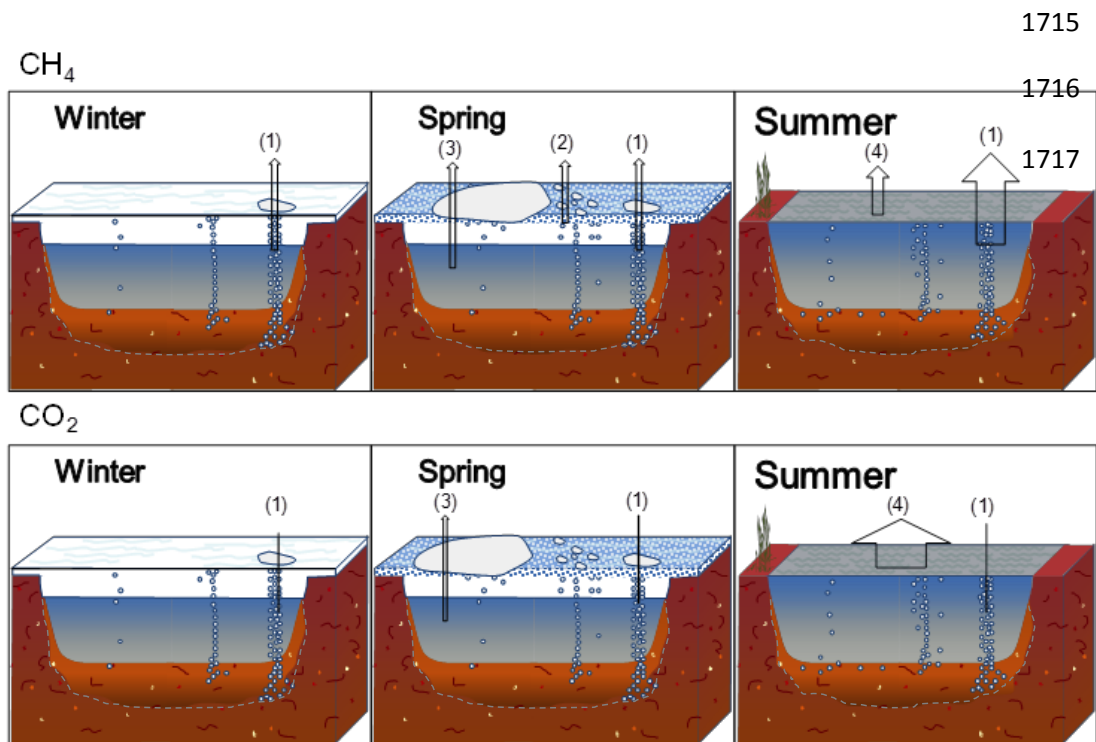 1715
CH₄
1716
Winter
Spring
Summer
(1)
(3)
(2)
(1)
(4)
(1)
1717
CO₂
Winter
Spring
Summer
(1)
(3)
(1)
(4)
(1)